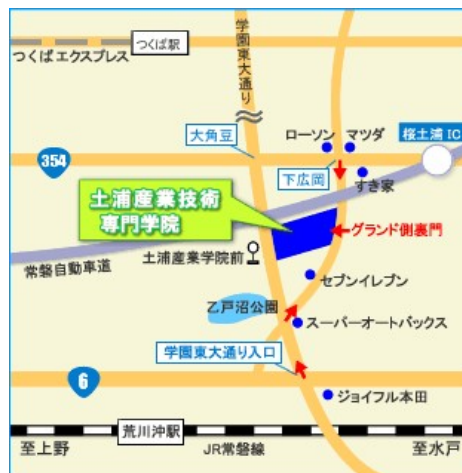 学園東大通り
つくば駅
つくばエクスプレス
大角豆
ローソン
マツダ
桜土浦 IC
354
下広岡
すき家
土浦産業技術
専門学院
グランド側裏門
土浦産業学院前
常磐自動車道
セブンイレブン
乙戸沼公園
スーパーオートバックス
学園東大通り入口
6
ジョイフル本田
荒川沖駅
至上野
JR常磐線
至水戸